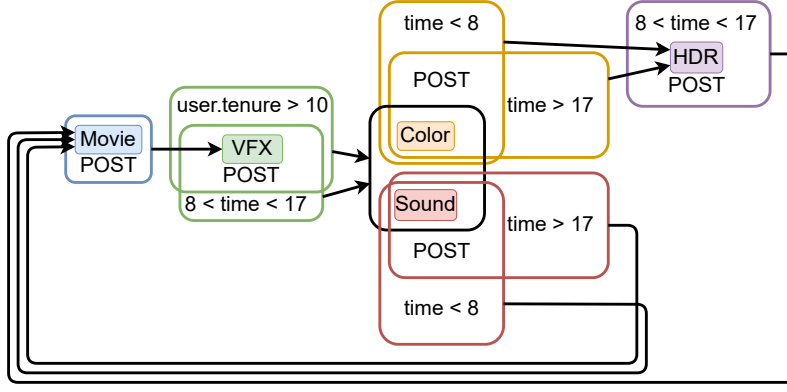 time < 8
8 < time < 17
HDR
POST
POST
time > 17
user.tenure > 10
Color
Movie
POST
VFX
POST
8 < time < 17
Sound
time > 17
POST
time < 8